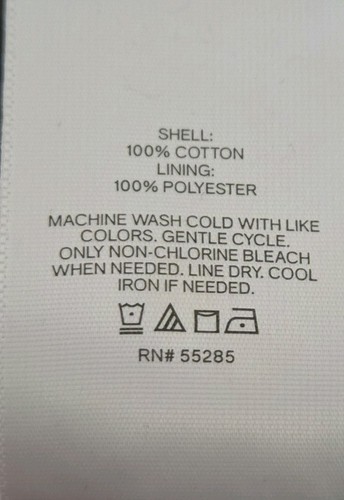 SHELL:
100% COTTON
LINING:
100% POLYESTER
MACHINE WASH COLD WITH LIKE
COLORS. GENTLE CYCLE.
ONLY NON-CHLORINE BLEACH
WHEN NEEDED. LINE DRY. COOL
IRON IF NEEDED.
RN# 55285